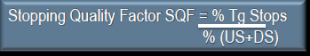 Stopping Quality Factor SQF = % Tg Stops
% (US+DS)